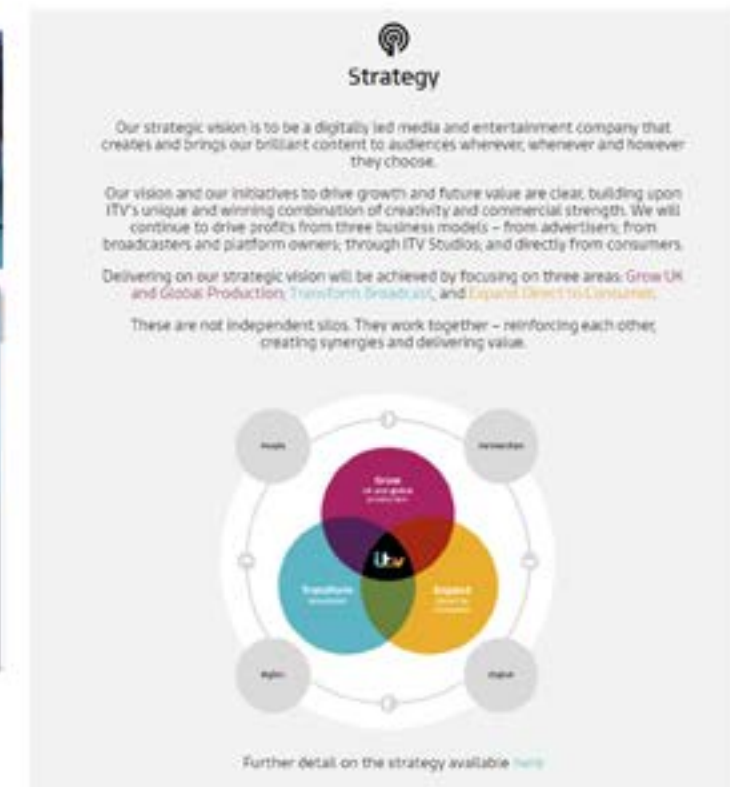 Strategy
Our strategic vision is to be a digitally led media and entertainment company that
creates and brings our brilliant content to audiences wherever, whenever and however
they choose.
Our vision and our initiatives to drive growth and future value are clear, building upon
ITV's unique and winning combination of creativity and commercial strength. We will
continue to drive profits from three business models – from advertisers; from
broadcasters and platform owners; through ITV Studios; and directly from consumers.
Delivering on our strategic vision will be achieved by focusing on three areas: Grow UK
and Global Production; Transform Broadcast, and Expand Direct to Consumer.
These are not independent silos. They work together – reinforcing each other,
creating synergies and delivering value.
Grow
UK and global
production
itv
Transform
Expand
Further detail on the strategy available here